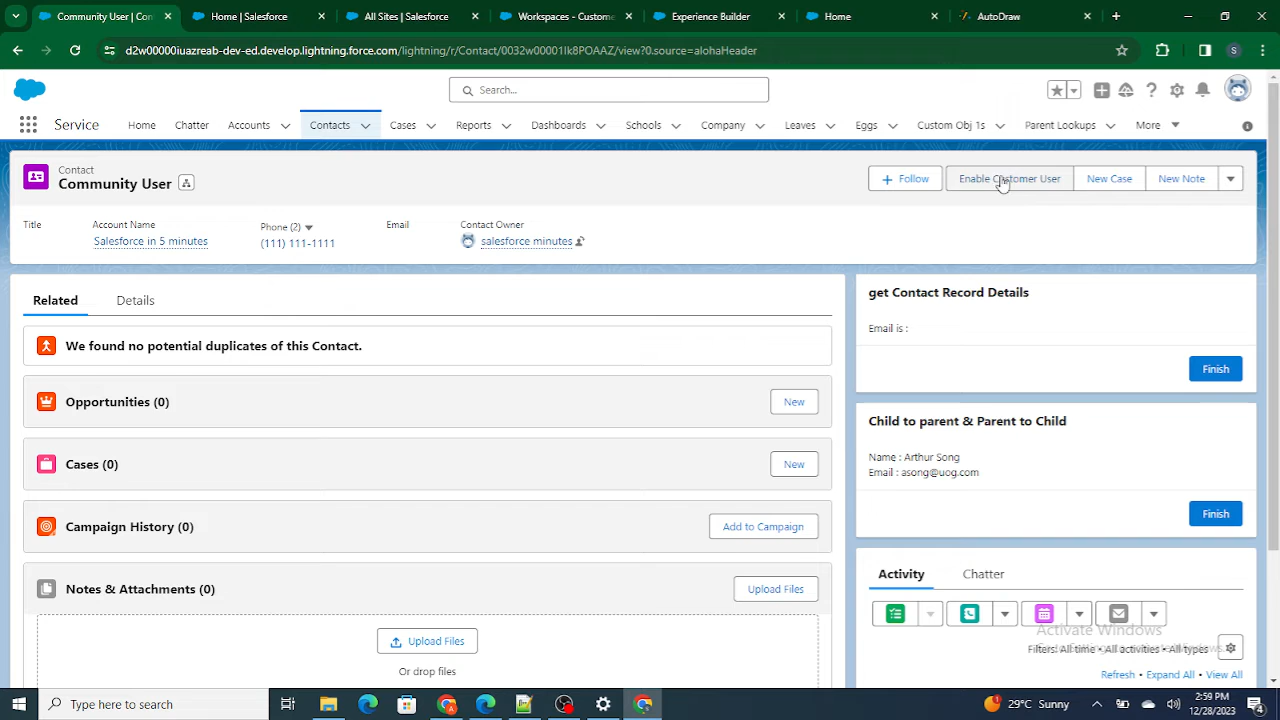 Community User | Con
Home | Salesforce
All Sites | Salesforce
Workspaces - Custome
Experience Builder
Home
AutoDraw
d2w00000iuazreab-dev-ed.develop.lightning.force.com/lightning/r/Contact/0032w00001Ik8POAAZ/view?0.source=alohaHeader
S
Search...
Service
Home
Chatter
Accounts
Contacts
Cases
Reports
Dashboards
Schools
Company
Leaves
Eggs
Custom Obj 1s
Parent Lookups
More
Contact
Community User
Follow
Enable Customer User
New Case
New Note
Title
Account Name
Salesforce in 5 minutes
Phone (2)
(111) 111-1111
Email
Contact Owner
salesforce minutes
Related
Details
We found no potential duplicates of this Contact.
Opportunities (0)
New
Cases (0)
New
Campaign History (0)
Add to Campaign
Notes & Attachments (0)
Upload Files
Upload Files
Or drop files
get Contact Record Details
Email is :
Finish
Child to parent & Parent to Child
Name : Arthur Song
Email : asong@uog.com
Finish
Activity
Chatter
Activate Windows
Filters: All time • All activities • All types
Refresh • Expand All • View All
Type here to search
29°C Sunny
2:59 PM
12/28/2023
4